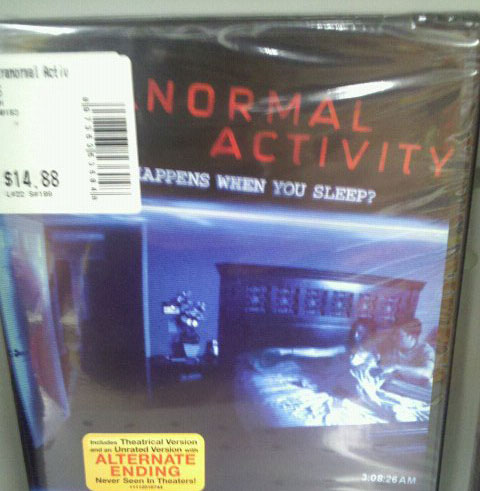 ranormal Activ
$14.88
NORMAL
ACTIVITY
APPENS WHEN YOU SLEEP?
Includes Theatrical Version
and an Unrated Version with
ALTERNATE
ENDING
Never Seen In Theaters!
3:08:26 AM